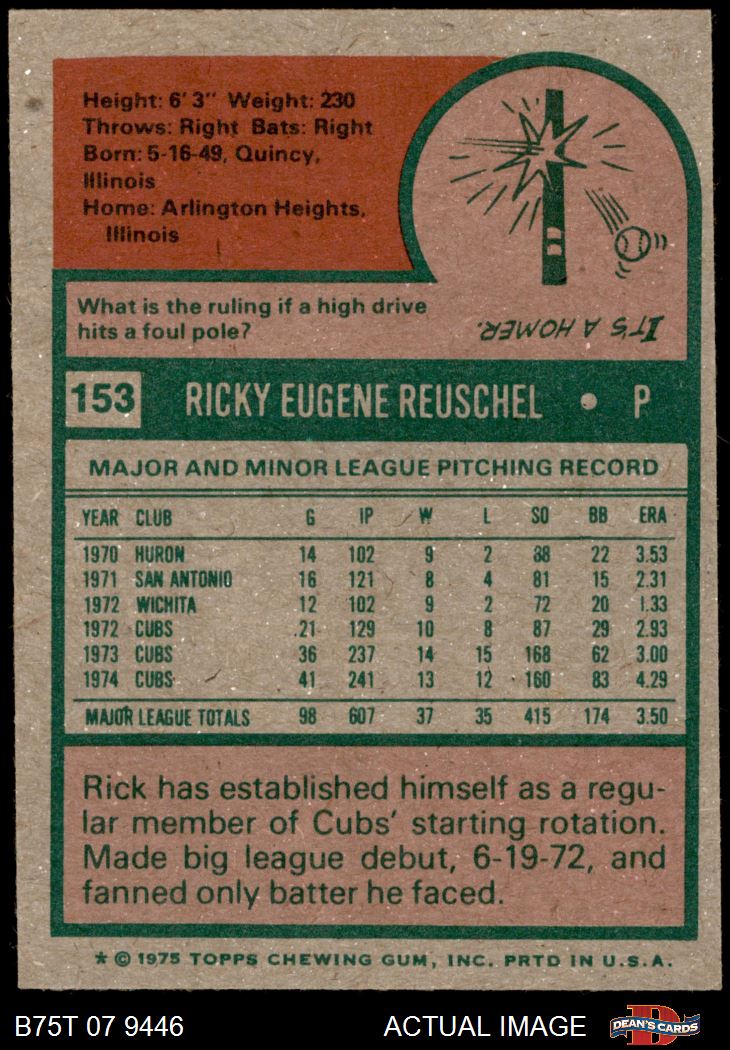 Height: 6' 3" Weight: 230
Throws: Right Bats: Right
Born: 5-16-49, Quincy,
Illinois
Home: Arlington Heights,
Illinois
What is the ruling if a high drive
hits a foul pole?
IT'S A HOMER.
153 RICKY EUGENE REUSCHEL • P
MAJOR AND MINOR LEAGUE PITCHING RECORD
YEAR CLUB G IP W L SO BB ERA
1970 HURON 14 102 9 2 88 22 3.53
1971 SAN ANTONIO 16 121 8 4 81 15 2.31
1972 WICHITA 12 102 9 2 72 20 1.33
1972 CUBS 21 129 10 8 87 29 2.93
1973 CUBS 36 237 14 15 168 62 3.00
1974 CUBS 41 241 13 12 160 83 4.29
MAJOR LEAGUE TOTALS 98 607 37 35 415 174 3.50
Rick has established himself as a regu-
lar member of Cubs' starting rotation.
Made big league debut, 6-19-72, and
fanned only batter he faced.
* © 1975 TOPPS CHEWING GUM, INC. PRTD IN U.S.A.
B75T 07 9446 ACTUAL IMAGE D DEAN'S CARDS